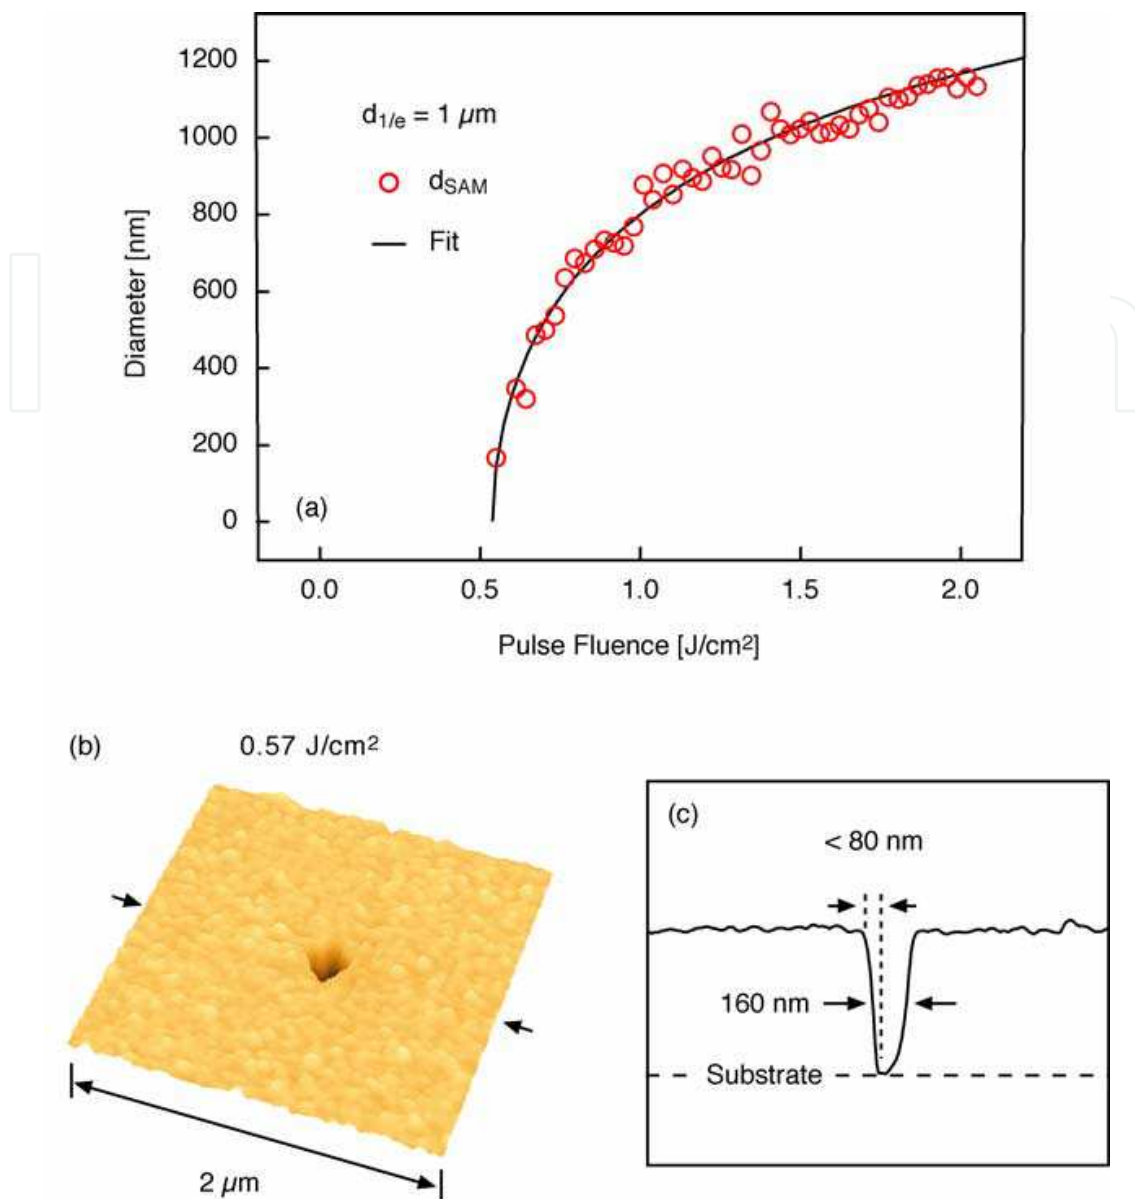 1200
1000
800
600
400
200
0
Diameter [nm]
d1/e = 1 µm
dSAM
Fit
(a)
0.0 0.5 1.0 1.5 2.0
Pulse Fluence [J/cm²]
(b) 0.57 J/cm²
2 µm
(c)
< 80 nm
160 nm
Substrate